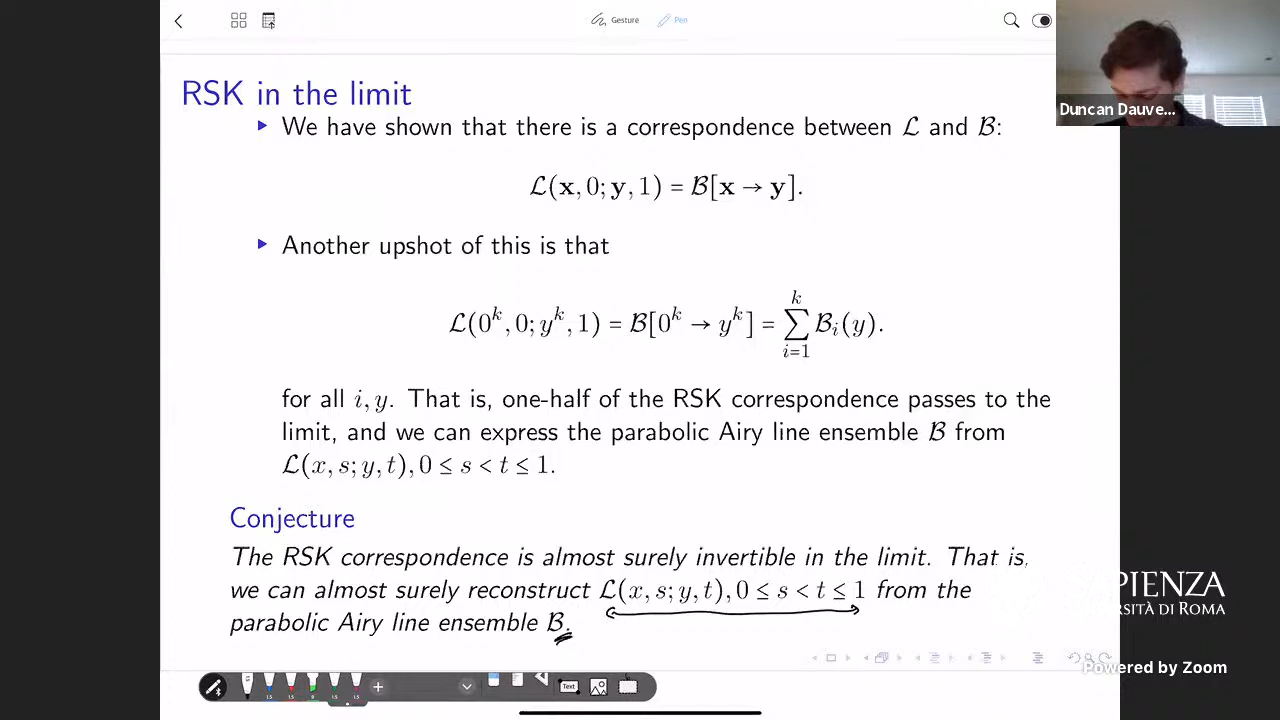 Gesture Pen
Duncan Dauve...
RSK in the limit
▸ We have shown that there is a correspondence between ℒ and ℬ:
ℒ(𝐱, 0; 𝐲, 1) = ℬ[𝐱 → 𝐲].
▸ Another upshot of this is that
ℒ(0^k, 0; y^k, 1) = ℬ[0^k → y^k] = ∑_{i=1}^{k} ℬ_i(y).
for all i, y. That is, one-half of the RSK correspondence passes to the
limit, and we can express the parabolic Airy line ensemble ℬ from
ℒ(x, s; y, t), 0 ≤ s < t ≤ 1.
Conjecture
The RSK correspondence is almost surely invertible in the limit. That is,
we can almost surely reconstruct ℒ(x, s; y, t), 0 ≤ s < t ≤ 1 from the
parabolic Airy line ensemble ℬ.
APIENZA
UNIVERSITÀ DI ROMA
Powered by Zoom
Text